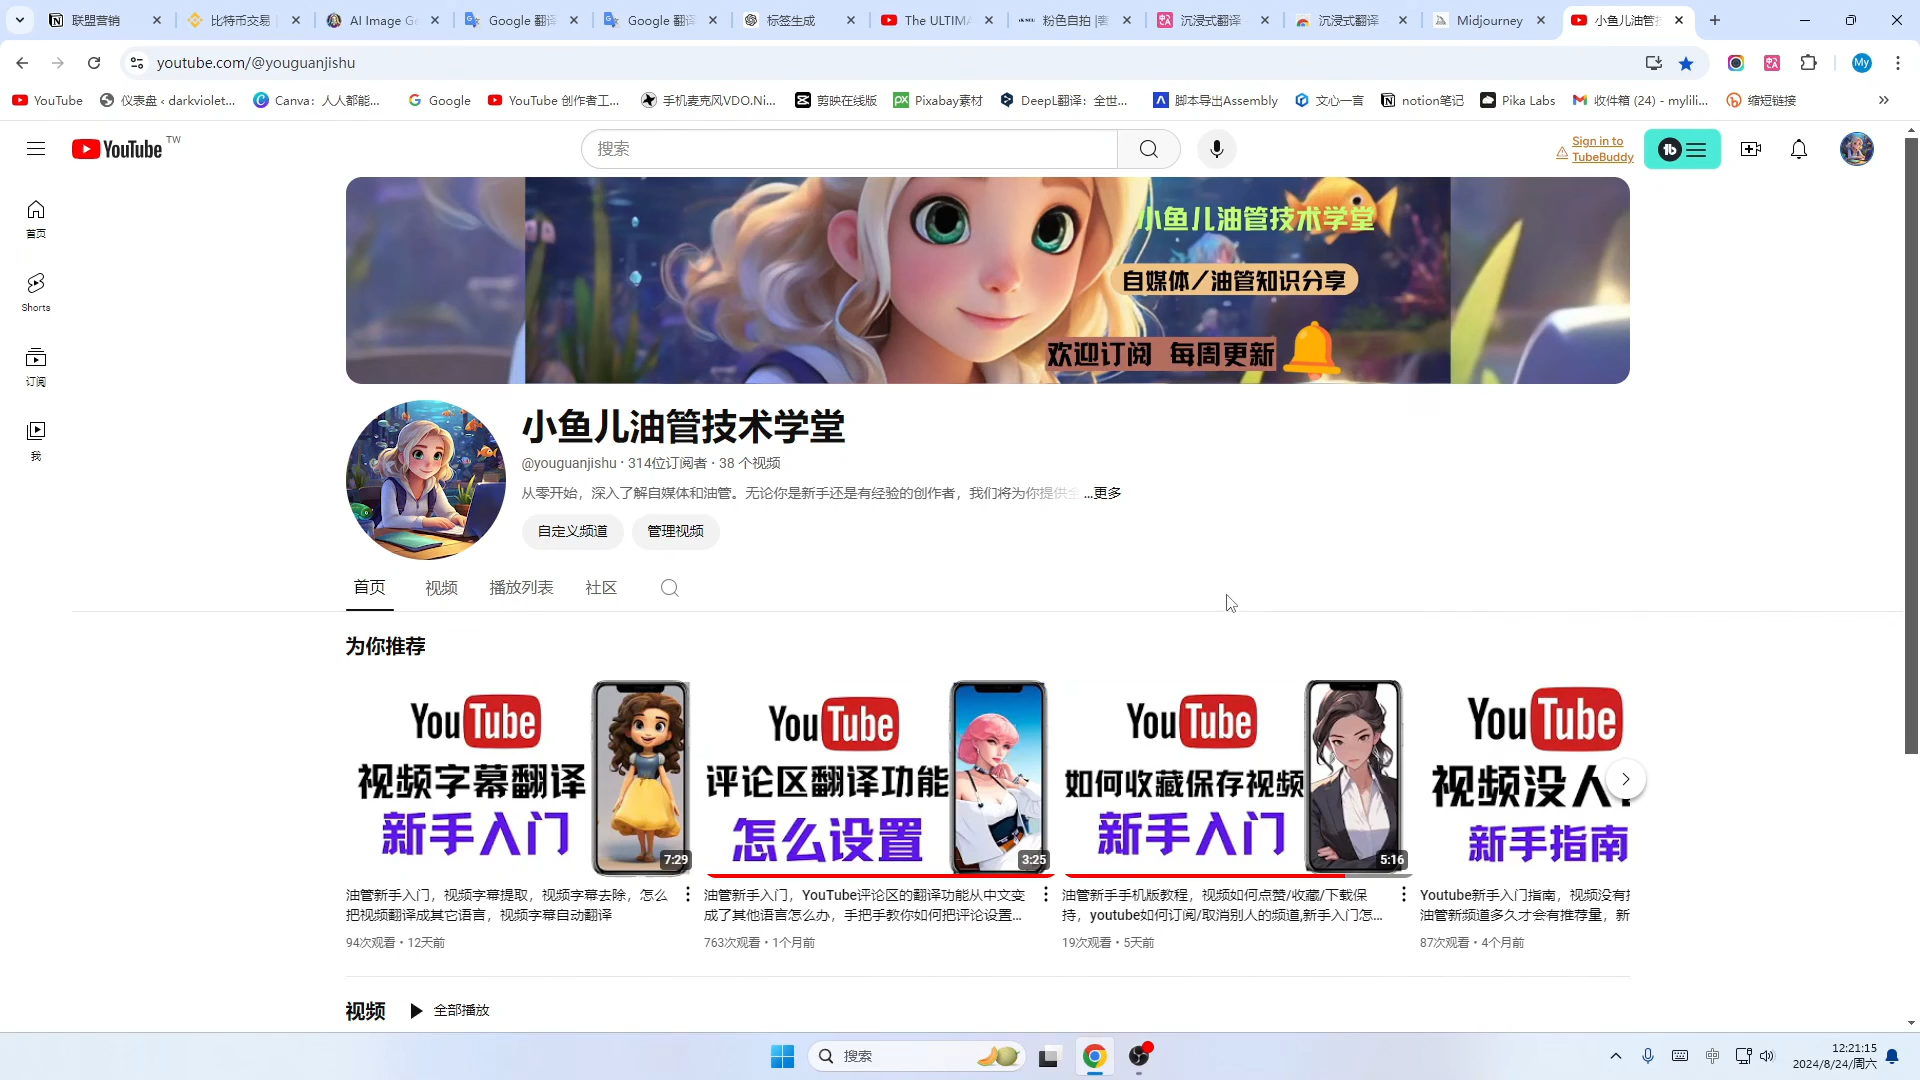 联盟营销
比特币交易
AI Image Ge
Google 翻译
Google 翻译
标签生成
The ULTIMA
粉色自拍
沉浸式翻译
沉浸式翻译
Midjourney
小鱼儿油管技
youtube.com/@youguanjishu
My
YouTube
仪表盘 ‹ darkviolet...
Canva：人人都能...
Google
YouTube 创作者工...
手机麦克风VDO.Ni...
剪映在线版
Pixabay素材
DeepL翻译：全世...
脚本导出Assembly
文心一言
notion笔记
Pika Labs
收件箱 (24) - mylili...
缩短链接
YouTube TW
搜索
Sign in to
TubeBuddy
首页
Shorts
订阅
我
小鱼儿油管技术学堂
自媒体/油管知识分享
欢迎订阅 每周更新
小鱼儿油管技术学堂
@youguanjishu · 314位订阅者 · 38 个视频
从零开始，深入了解自媒体和油管。无论你是新手还是有经验的创作者，我们将为你提供全 ...更多
自定义频道
管理视频
首页
视频
播放列表
社区
为你推荐
YouTube
视频字幕翻译
新手入门
7:29
YouTube
评论区翻译功能
怎么设置
3:25
YouTube
如何收藏保存视频
新手入门
5:16
YouTube
视频没人
新手指南
油管新手入门，视频字幕提取，视频字幕去除，怎么
把视频翻译成其它语言，视频字幕自动翻译
94次观看 · 12天前
油管新手入门，YouTube评论区的翻译功能从中文变
成了其他语言怎么办，手把手教你如何把评论设置...
763次观看 · 1个月前
油管新手手机版教程，视频如何点赞/收藏/下载保
持，youtube如何订阅/取消别人的频道,新手入门怎...
19次观看 · 5天前
Youtube新手入门指南，视频没有推
油管新频道多久才会有推荐量，新
87次观看 · 4个月前
视频
全部播放
搜索
中
12:21:15
2024/8/24/周六